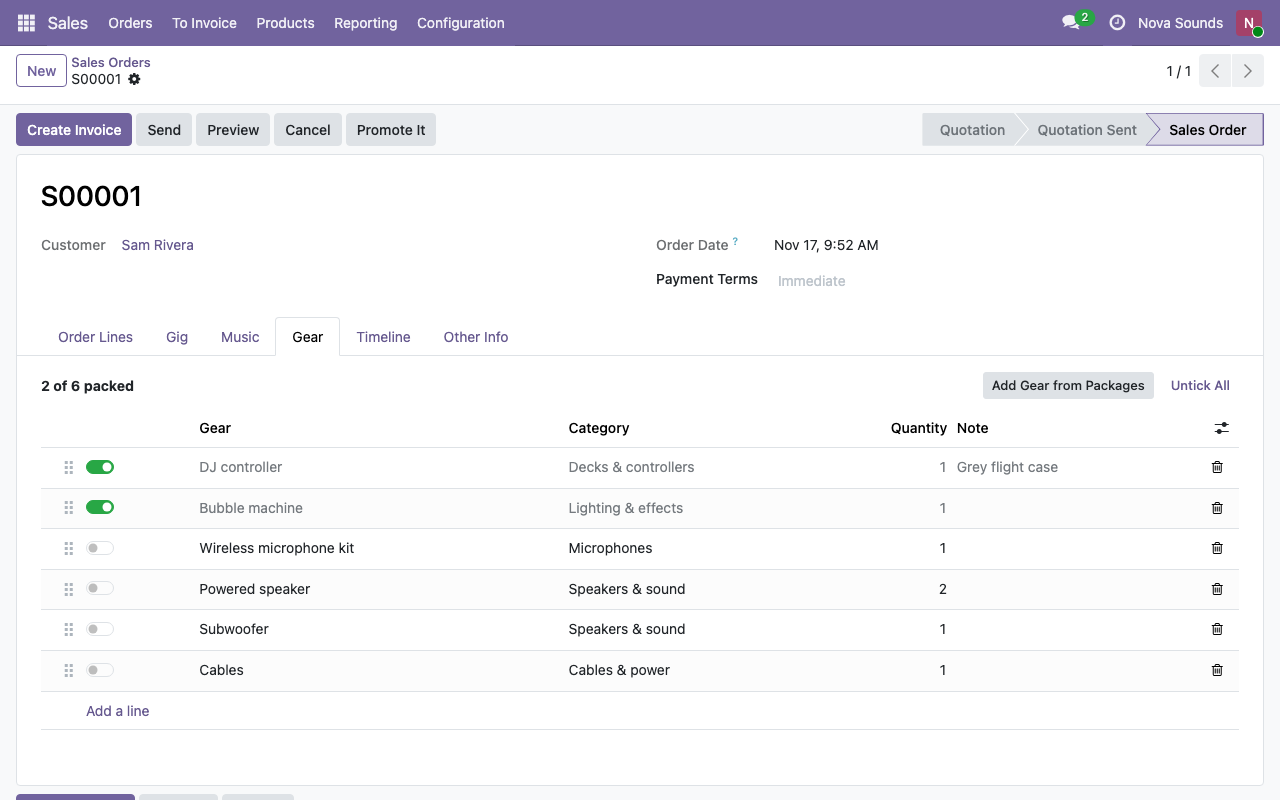 Sales Orders To Invoice Products Reporting Configuration 2 Nova Sounds N
New Sales Orders
S00001 1 / 1
Create Invoice Send Preview Cancel Promote It Quotation Quotation Sent Sales Order
S00001
Customer Sam Rivera Order Date ? Nov 17, 9:52 AM
Payment Terms Immediate
Order Lines Gig Music Gear Timeline Other Info
2 of 6 packed Add Gear from Packages Untick All
Gear Category Quantity Note
DJ controller Decks & controllers 1 Grey flight case
Bubble machine Lighting & effects 1
Wireless microphone kit Microphones 1
Powered speaker Speakers & sound 2
Subwoofer Speakers & sound 1
Cables Cables & power 1
Add a line